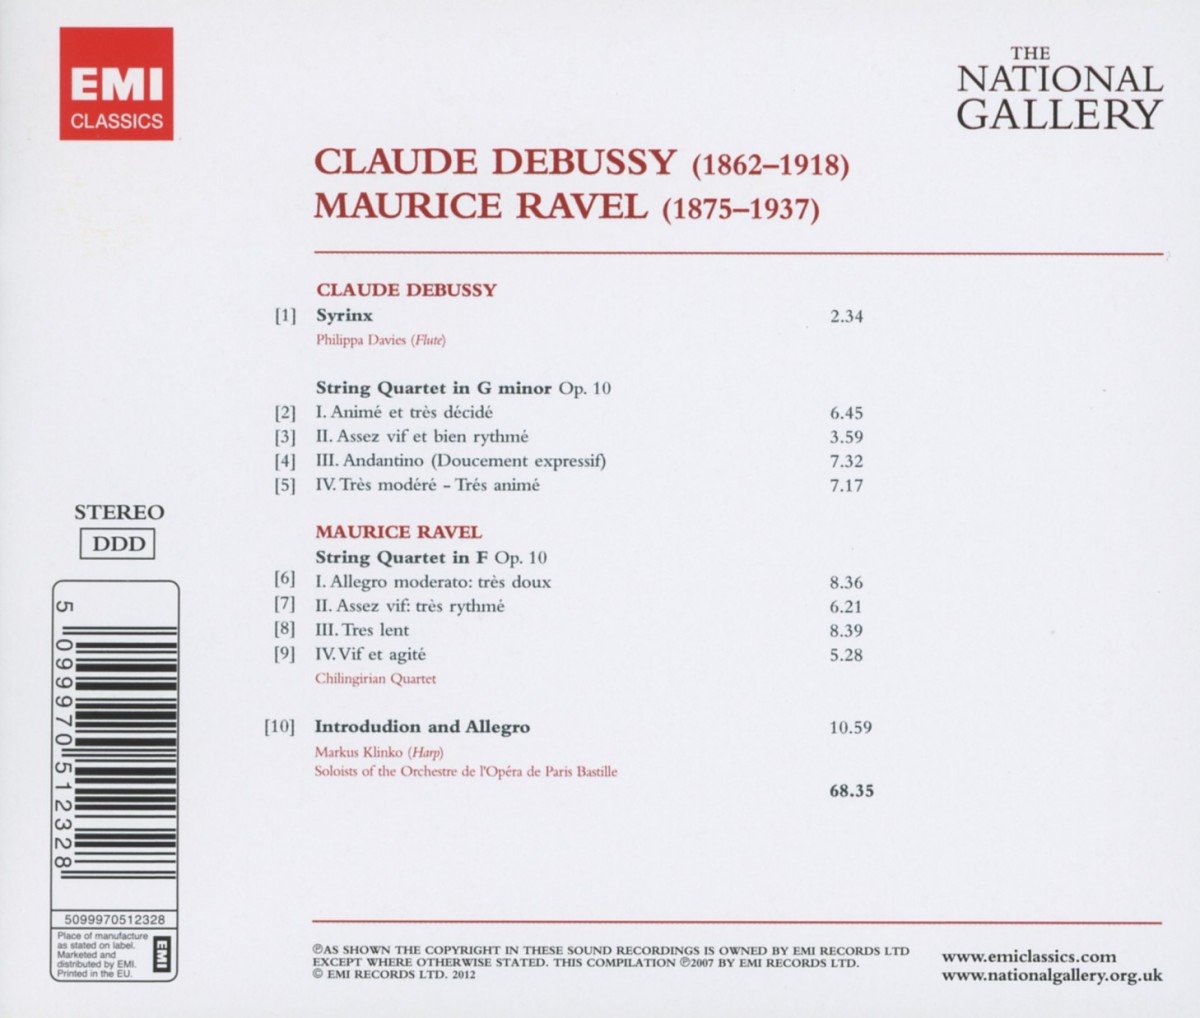 EMI
CLASSICS
THE
NATIONAL
GALLERY
CLAUDE DEBUSSY (1862–1918)
MAURICE RAVEL (1875–1937)
CLAUDE DEBUSSY
[1] Syrinx 2.34
Philippa Davies (Flute)
String Quartet in G minor Op. 10
[2] I. Animé et très décidé 6.45
[3] II. Assez vif et bien rythmé 3.59
[4] III. Andantino (Doucement expressif) 7.32
[5] IV. Très modéré – Trés animé 7.17
MAURICE RAVEL
String Quartet in F Op. 10
[6] I. Allegro moderato: très doux 8.36
[7] II. Assez vif: très rythmé 6.21
[8] III. Tres lent 8.39
[9] IV. Vif et agité 5.28
Chilingirian Quartet
[10] Introdudion and Allegro 10.59
Markus Klinko (Harp)
Soloists of the Orchestre de l'Opéra de Paris Bastille
68.35
STEREO
DDD
5 099970 512328
5099970512328
Place of manufacture
as stated on label.
Marketed and
distributed by EMI.
Printed in the EU.
EMI
℗AS SHOWN THE COPYRIGHT IN THESE SOUND RECORDINGS IS OWNED BY EMI RECORDS LTD
EXCEPT WHERE OTHERWISE STATED. THIS COMPILATION ℗2007 BY EMI RECORDS LTD.
© EMI RECORDS LTD. 2012
www.emiclassics.com
www.nationalgallery.org.uk